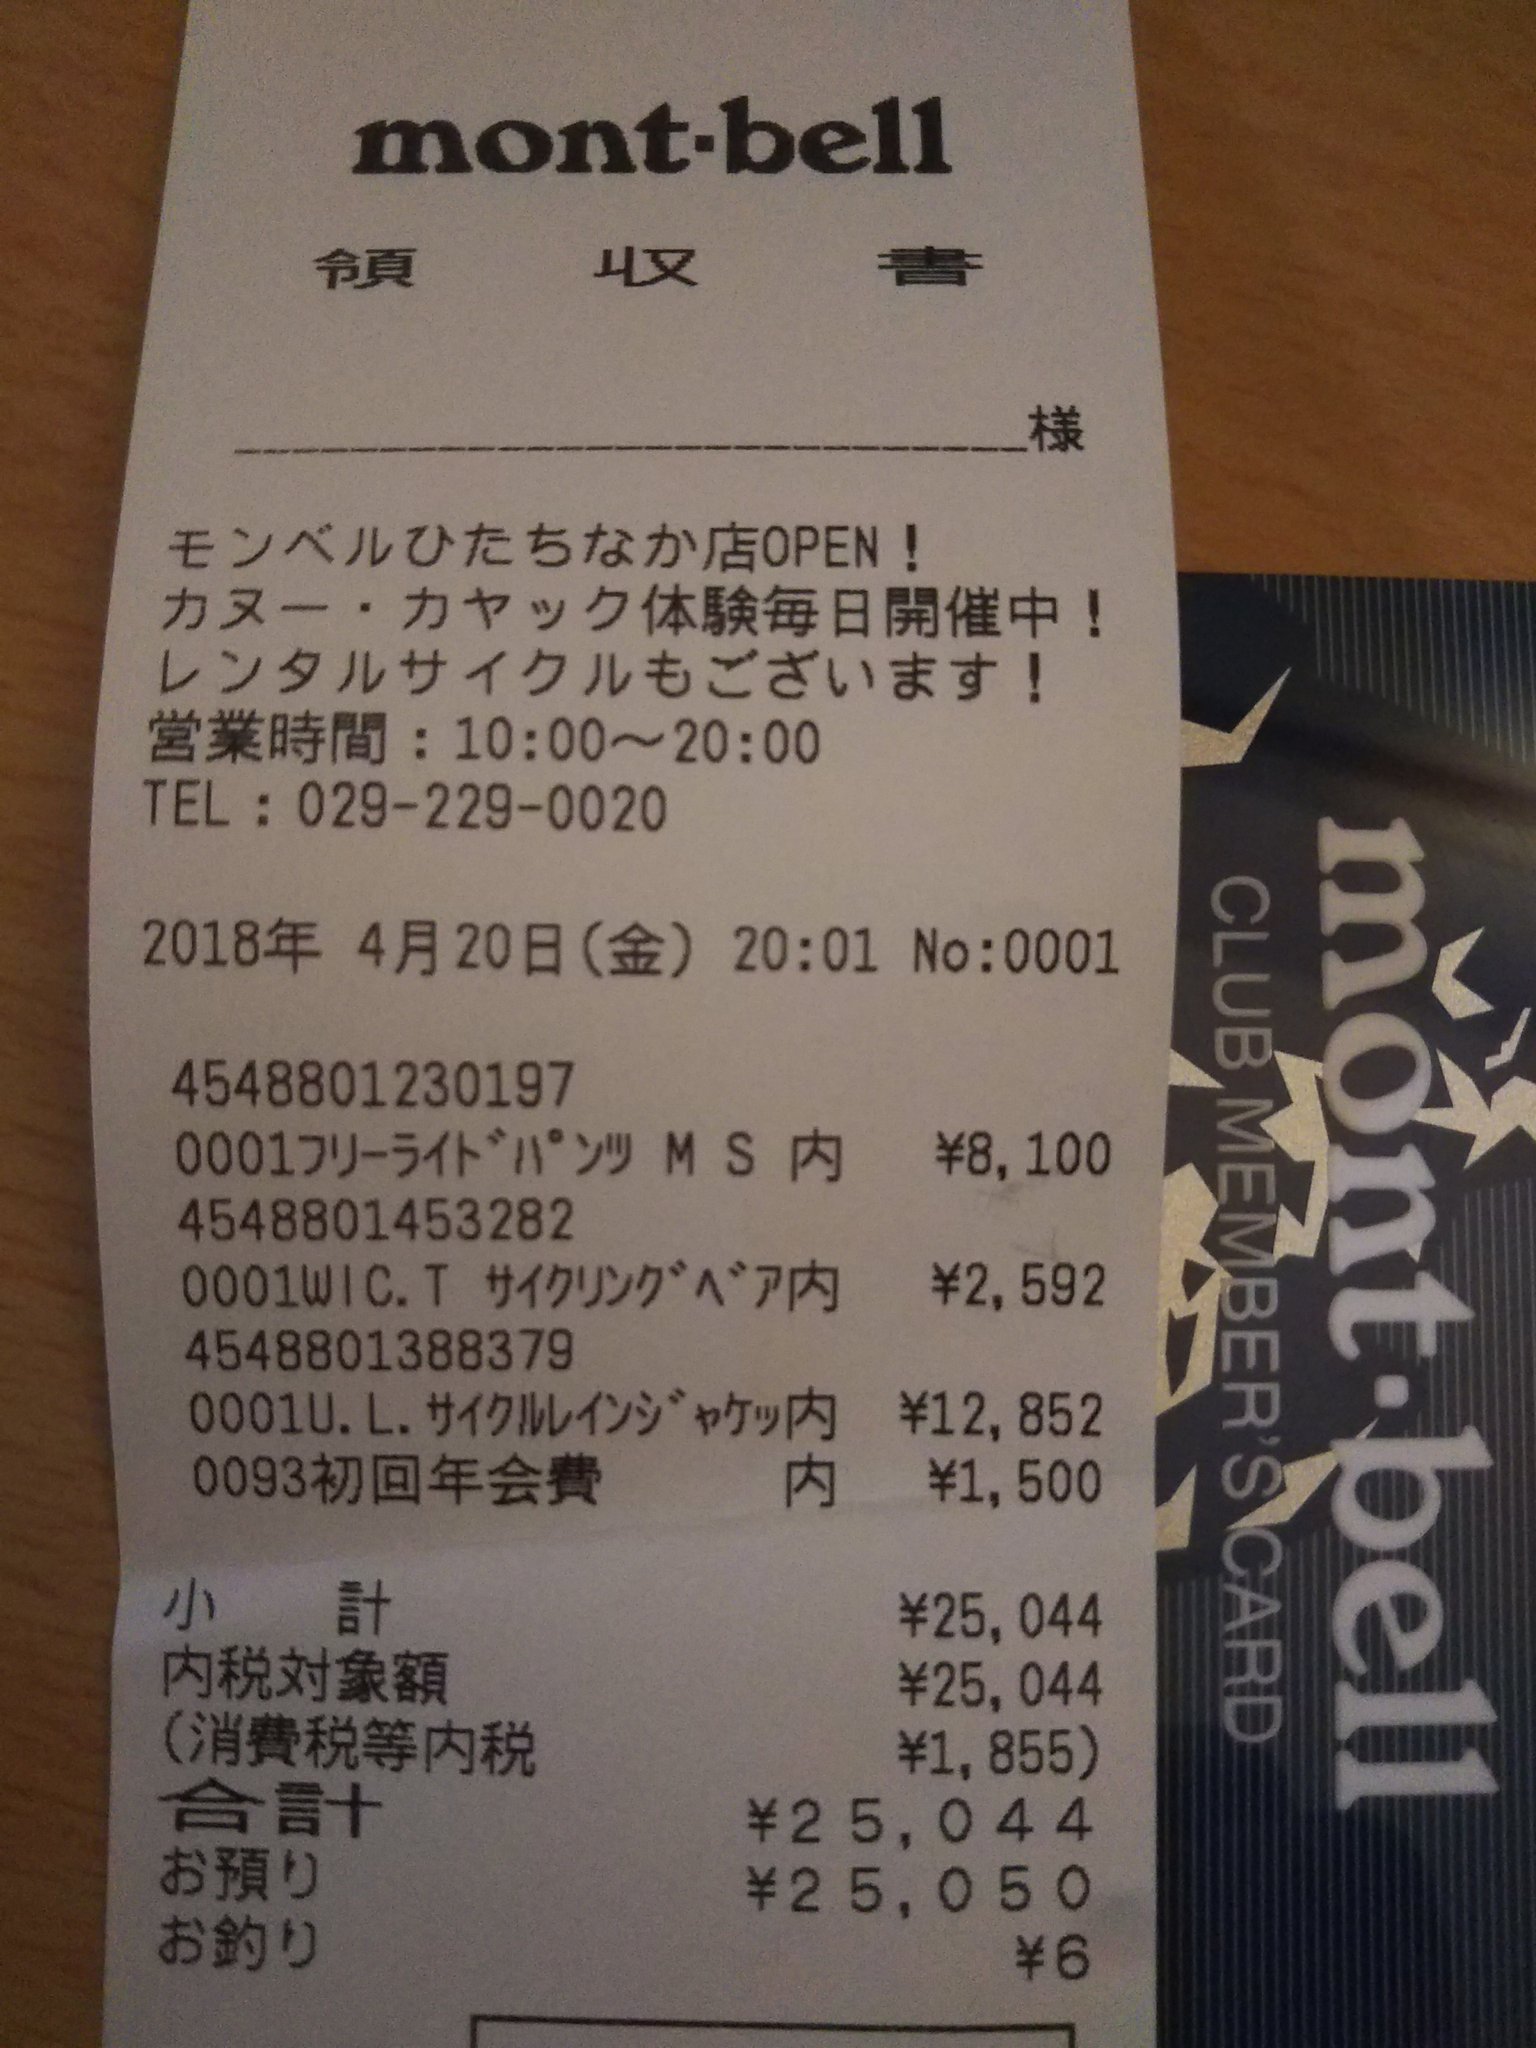 mont·bell
領収書
様
モンベルひたちなか店OPEN！
カヌー・カヤック体験毎日開催中！
レンタルサイクルもございます！
営業時間：10:00～20:00
TEL：029-229-0020
2018年 4月20日(金) 20:01 No:0001
4548801230197
0001ﾌﾘｰﾗｲﾄﾞﾊﾟﾝﾂ M S 内 ¥8,100
4548801453282
0001WIC.T ｻｲｸﾘﾝｸﾞﾍﾞｱ内 ¥2,592
4548801388379
0001U.L.ｻｲｸﾙﾚｲﾝｼﾞｬｹｯ内 ¥12,852
0093初回年会費 内 ¥1,500
小計 ¥25,044
内税対象額 ¥25,044
(消費税等内税 ¥1,855)
合計 ¥25,044
お預り ¥25,050
お釣り ¥6
mont·bell
CLUB MEMBER'S CARD